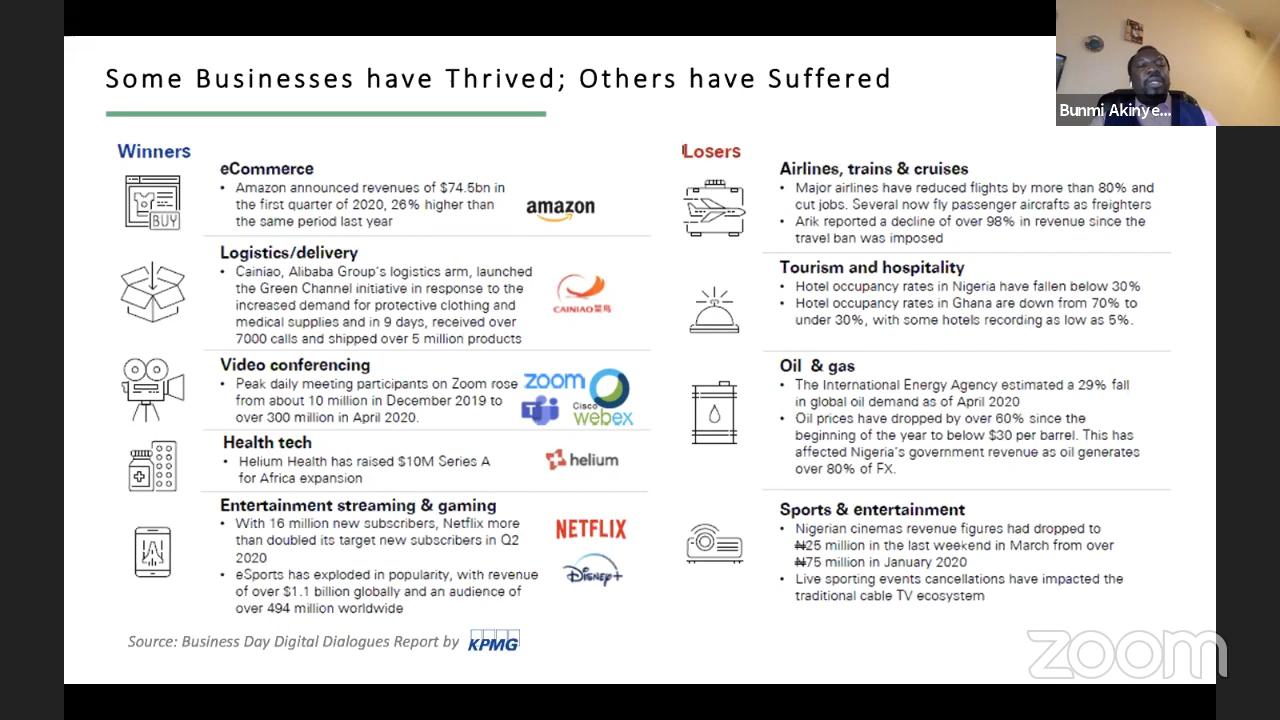 Some Businesses have Thrived; Others have Suffered
Bunmi Akinye...
Winners
eCommerce
• Amazon announced revenues of $74.5bn in
the first quarter of 2020, 26% higher than
the same period last year
BUY
amazon
Logistics/delivery
• Cainiao, Alibaba Group's logistics arm, launched
the Green Channel initiative in response to the
increased demand for protective clothing and
medical supplies and in 9 days, received over
7000 calls and shipped over 5 million products
CAINIAO 菜鸟
Video conferencing
• Peak daily meeting participants on Zoom rose
from about 10 million in December 2019 to
over 300 million in April 2020.
zoom
T
Cisco
webex
Health tech
• Helium Health has raised $10M Series A
for Africa expansion
helium
Entertainment streaming & gaming
• With 16 million new subscribers, Netflix more
than doubled its target new subscribers in Q2
2020
• eSports has exploded in popularity, with revenue
of over $1.1 billion globally and an audience of
over 494 million worldwide
NETFLIX
Disney+
Losers
Airlines, trains & cruises
• Major airlines have reduced flights by more than 80% and
cut jobs. Several now fly passenger aircrafts as freighters
• Arik reported a decline of over 98% in revenue since the
travel ban was imposed
Tourism and hospitality
• Hotel occupancy rates in Nigeria have fallen below 30%
• Hotel occupancy rates in Ghana are down from 70% to
under 30%, with some hotels recording as low as 5%.
Oil & gas
• The International Energy Agency estimated a 29% fall
in global oil demand as of April 2020
• Oil prices have dropped by over 60% since the
beginning of the year to below $30 per barrel. This has
affected Nigeria's government revenue as oil generates
over 80% of FX.
Sports & entertainment
• Nigerian cinemas revenue figures had dropped to
₦25 million in the last weekend in March from over
₦75 million in January 2020
• Live sporting events cancellations have impacted the
traditional cable TV ecosystem
Source: Business Day Digital Dialogues Report by KPMG
zoom